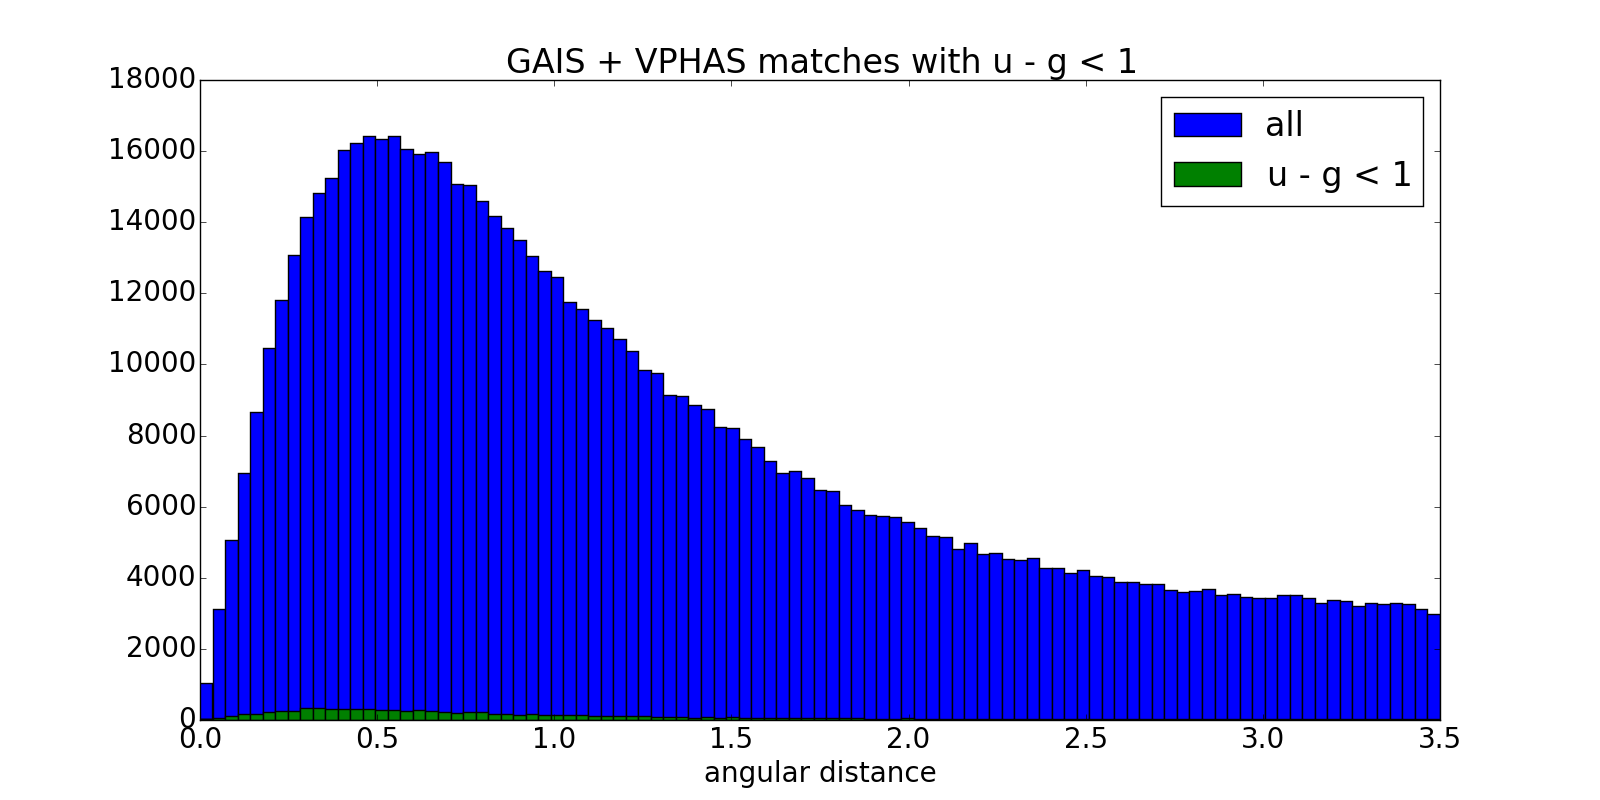 GAIS + VPHAS matches with u - g < 1
18000
16000
14000
12000
10000
8000
6000
4000
2000
0
all
u - g < 1
0.0 0.5 1.0 1.5 2.0 2.5 3.0 3.5
angular distance